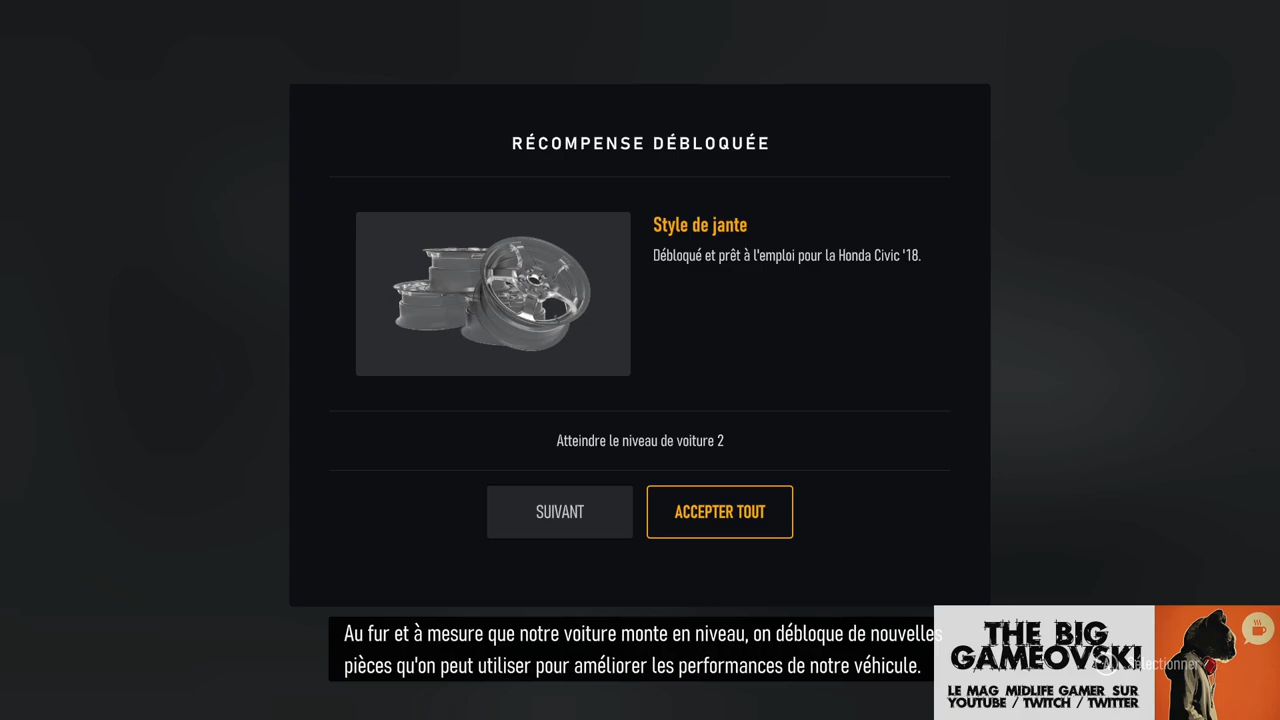 RÉCOMPENSE DÉBLOQUÉE
Style de jante
Débloqué et prêt à l'emploi pour la Honda Civic '18.
Atteindre le niveau de voiture 2
SUIVANT
ACCEPTER TOUT
Au fur et à mesure que notre voiture monte en niveau, on débloque de nouvelles
pièces qu'on peut utiliser pour améliorer les performances de notre véhicule.
THE BIG
GAMEOVSKI
LE MAG MIDLIFE GAMER SUR
YOUTUBE / TWITCH / TWITTER